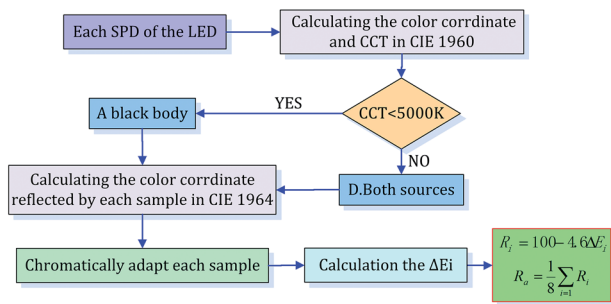 Each SPD of the LED
Calculating the color corrdinate
and CCT in CIE 1960
CCT<5000K
YES
A black body
NO
D.Both sources
Calculating the color corrdinate
reflected by each sample in CIE 1964
Chromatically adapt each sample
Calculation the ΔEi
R_i = 100 − 4.6ΔE_i
R_a = \frac{1}{8} \sum_{i=1} R_i